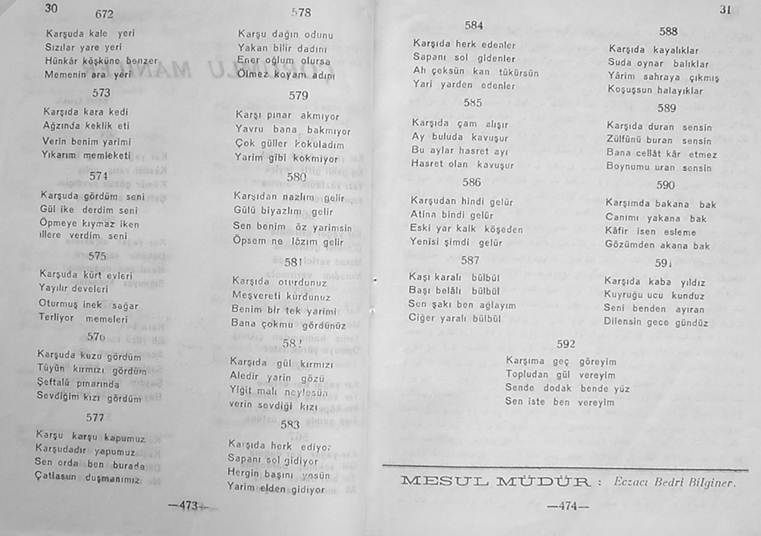 30
672
Karşuda kale yeri
Sızılar yare yeri
Hünkâr köşküne benzer
Memenin ara yeri
573
Karşıda kara kedi
Ağzında keklik eti
Verin benim yarimi
Yıkarım memleketi
574
Karşuda gördüm seni
Gül ike derdim seni
Öpmeye kıymaz iken
illere verdim seni
575
Karşuda kürt evleri
Yayılır develeri
Oturmuş inek sağar
Terliyor memeleri
576
Karşuda kuzu gördüm
Tüyün kırmızı gördüm
Şeftalü pınarında
Sevdiğimi kızı gördüm
577
Karşu karşu kapumuz
Karşudadır yapumuz
Sen orda ben burada
Çatlasun duşmanımız
578
Karşu dağın odunu
Yakan bilir dadını
Ener oğlum olursa
Ölmez koyam adını
579
Karşı pınar akmıyor
Yavru bana bakmıyor
Çok güller kokuladım
Yarim gibi kokmiyor
580
Karşıdan nazlım gelir
Gülü biyazlım gelir
Sen benim öz yarimsin
Öpsem ne lâzım gelir
581
Karşıda oturdunuz
Meşvereti kurdunuz
Benim bir tek yarimi
Bana çokmu gördünüz
582
Karşıda gül kırmızı
Aledir yarin gözü
Yiğit malı neylesün
verin sevdiği kızı
583
Karşıda herk ediyor
Sapanı sol gidiyor
Hergin başını yesün
Yarim elden gidiyor
—473—
31
584
Karşıda herk edenler
Sapanı sol gidenler
Ah çeksün kan tükürsün
Yari yarden edenler
585
Karşıda çam alışır
Ay buluda kavuşur
Bu aylar hasret ayı
Hasret olan kavuşur
586
Karşudan hindi gelür
Atina bindi gelür
Eski yar kalk köşeden
Yenisi şimdi gelür
587
Kaşı karalı bülbül
Başı belâlı bülbül
Sen şakı ben ağlayım
Ciğer yaralı bülbül
588
Karşıda kayalıklar
Suda oynar balıklar
Yârim sahraya çıkmış
Koşuşsun halayıklar
589
Karşıda duran sensin
Zülfünü buran sensin
Bana cellât kâr etmez
Boynumu uran sensin
590
Karşımda bakana bak
Canımı yakana bak
Kâfir isen esleme
Gözümden akana bak
591
Karşıda kaba yıldız
Kuyruğu ucu kunduz
Seni benden ayıran
Dilensin gece gündüz
592
Karşıma geç göreyim
Topludan gül vereyim
Sende dodak bende yüz
Sen iste ben vereyim
MESUL MÜDÜR : Eczacı Bedri Bilginer.
—474—